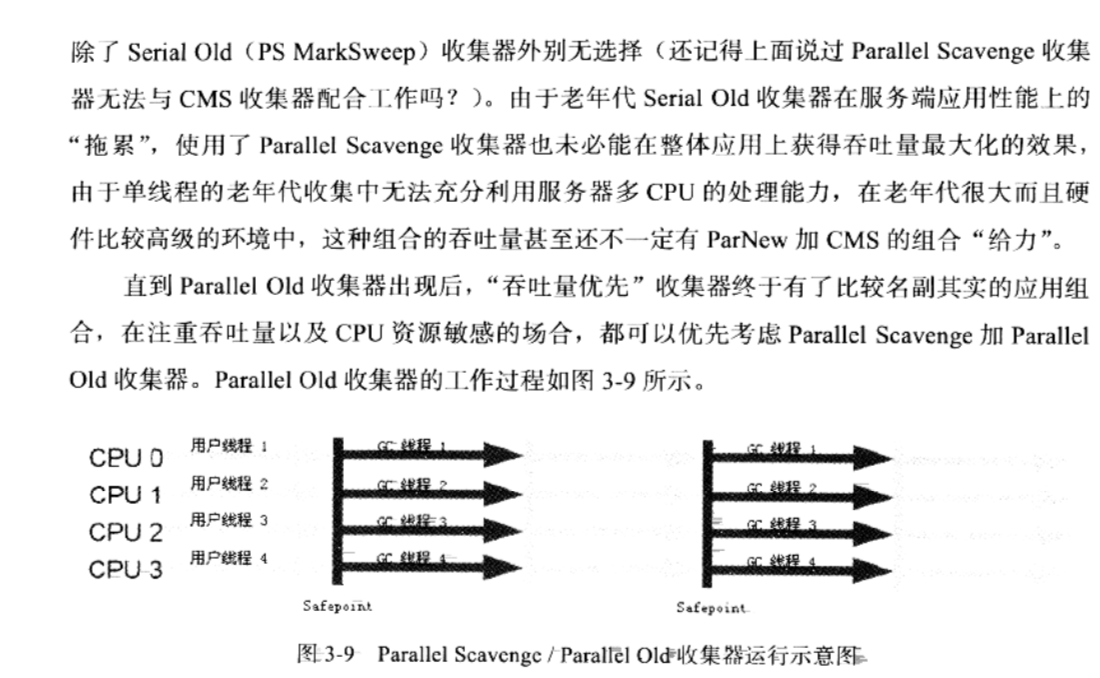 除了 Serial Old（PS MarkSweep）收集器外别无选择（还记得上面说过 Parallel Scavenge 收集
器无法与 CMS 收集器配合工作吗？）。由于老年代 Serial Old 收集器在服务端应用性能上的
“拖累”，使用了 Parallel Scavenge 收集器也未必能在整体应用上获得吞吐量最大化的效果，
由于单线程的老年代收集中无法充分利用服务器多 CPU 的处理能力，在老年代很大而且硬
件比较高级的环境中，这种组合的吞吐量甚至还不一定有 ParNew 加 CMS 的组合“给力”。
直到 Parallel Old 收集器出现后，“吞吐量优先”收集器终于有了比较名副其实的应用组
合，在注重吞吐量以及 CPU 资源敏感的场合，都可以优先考虑 Parallel Scavenge 加 Parallel
Old 收集器。Parallel Old 收集器的工作过程如图 3-9 所示。
CPU 0 用户线程 1 GC 线程 1 GC 线程 1
CPU 1 用户线程 2 GC 线程 2 GC 线程 2
CPU 2 用户线程 3 GC 线程 3 GC 线程 3
CPU 3 用户线程 4 GC 线程 4 GC 线程 4
Safepoint Safepoint
图 3-9 Parallel Scavenge / Parallel Old 收集器运行示意图